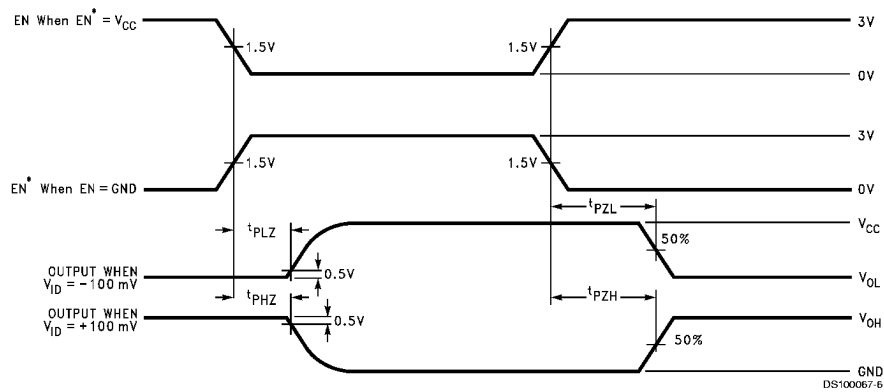 EN When EN* = VCC
1.5V
1.5V
3V
0V
3V
1.5V
1.5V
EN* When EN = GND
0V
tPZL
VCC
tPLZ
50%
OUTPUT WHEN
VID = -100 mV
0.5V
VOL
tPHZ
tPZH
OUTPUT WHEN
VID = +100 mV
0.5V
VOH
50%
GND
DS100067-6